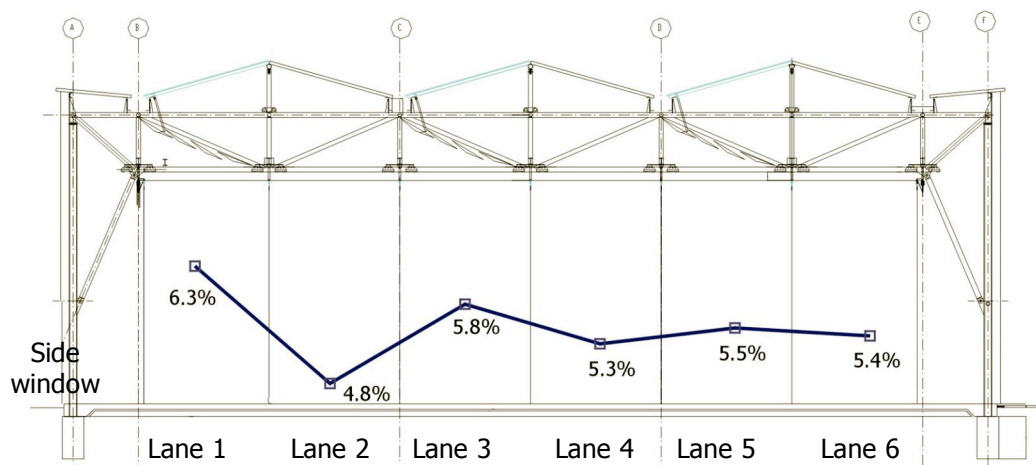 A
B
C
D
E
F
I
6.3%
4.8%
5.8%
5.3%
5.5%
5.4%
Side
window
Lane 1
Lane 2
Lane 3
Lane 4
Lane 5
Lane 6